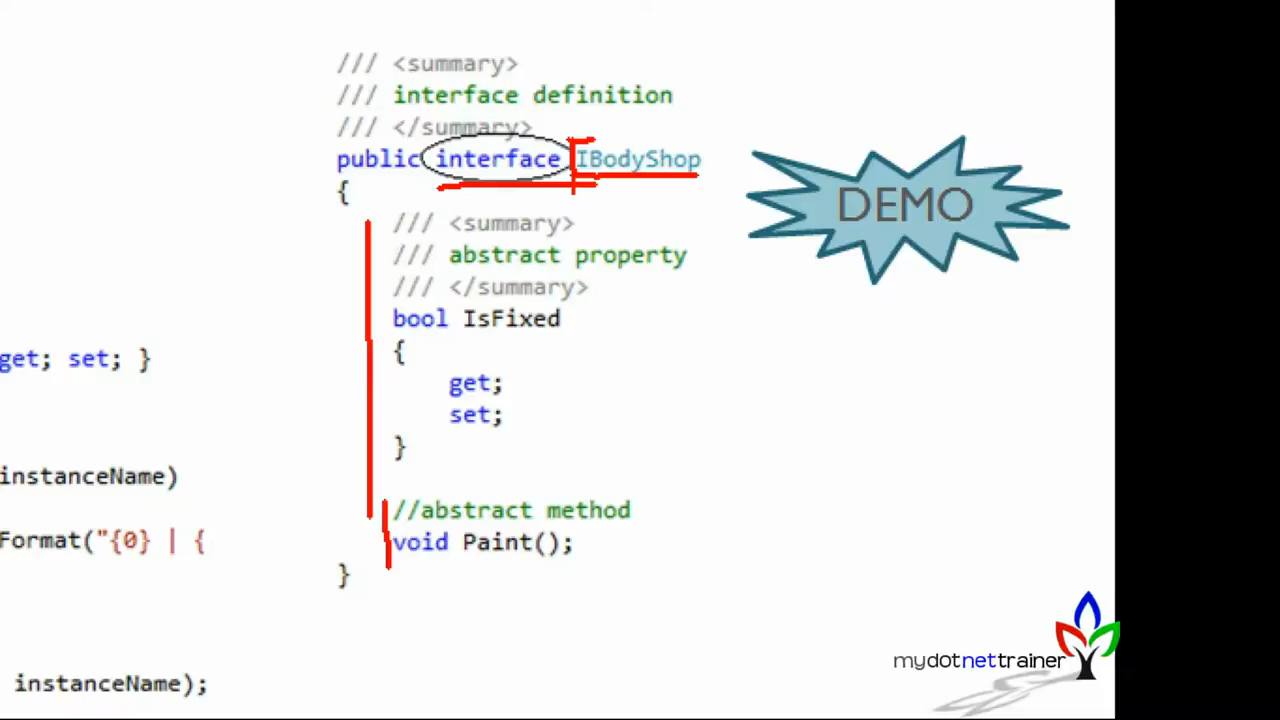 /// <summary>
/// interface definition
/// </summary>
public interface IBodyShop
{
/// <summary>
/// abstract property
/// </summary>
bool IsFixed
{
get;
set;
}
//abstract method
void Paint();
}
DEMO
get; set; }
instanceName)
Format("{0} | {
instanceName);
mydotnettrainer